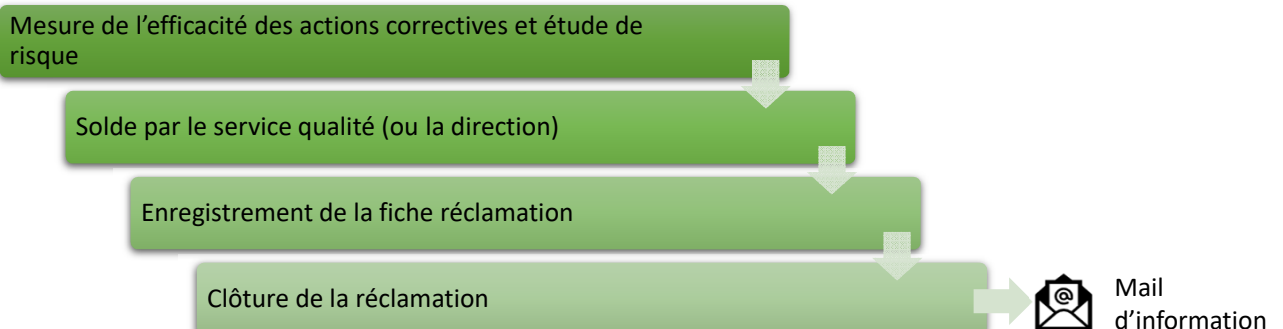 Mesure de l’efficacité des actions correctives et étude de
risque
Solde par le service qualité (ou la direction)
Enregistrement de la fiche réclamation
Clôture de la réclamation
@
Mail
d’information